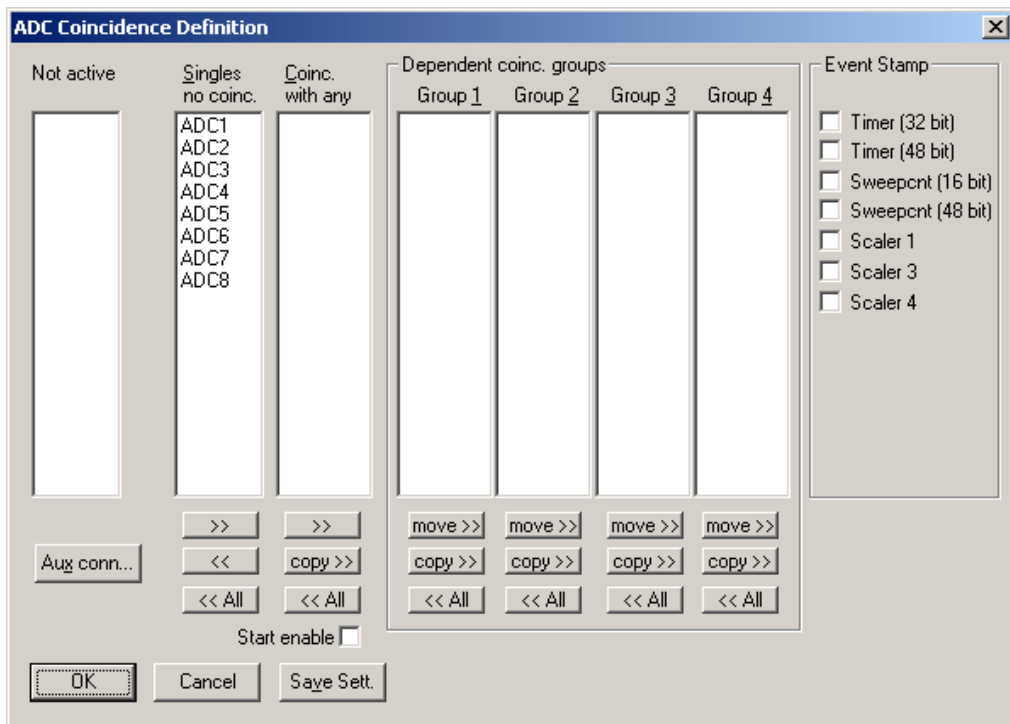 ADC Coincidence Definition
Not active
Singles
no coinc.
Coinc.
with any
Dependent coinc. groups
Group 1
Group 2
Group 3
Group 4
Event Stamp
ADC1
ADC2
ADC3
ADC4
ADC5
ADC6
ADC7
ADC8
Timer (32 bit)
Timer (48 bit)
Sweepcnt (16 bit)
Sweepcnt (48 bit)
Scaler 1
Scaler 3
Scaler 4
>>
>>
move >>
move >>
move >>
move >>
Aux conn...
<<
copy >>
copy >>
copy >>
copy >>
copy >>
<< All
<< All
<< All
<< All
<< All
<< All
Start enable
OK
Cancel
Save Sett.